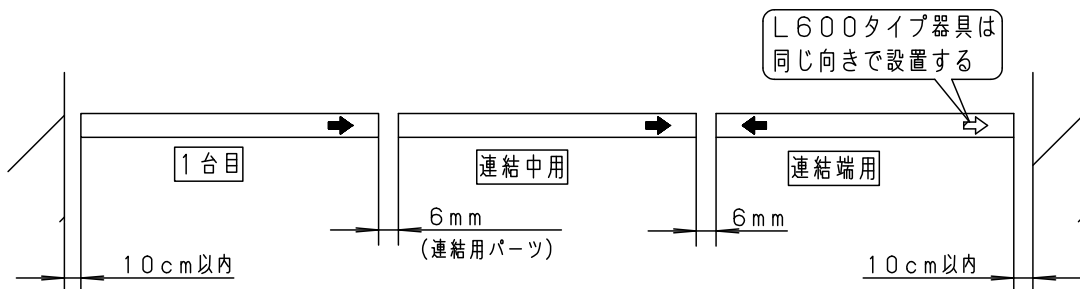 L600タイプ器具は
同じ向きで設置する
1台目
連結中用
連結端用
6mm
(連結用パーツ)
6mm
10cm以内
10cm以内